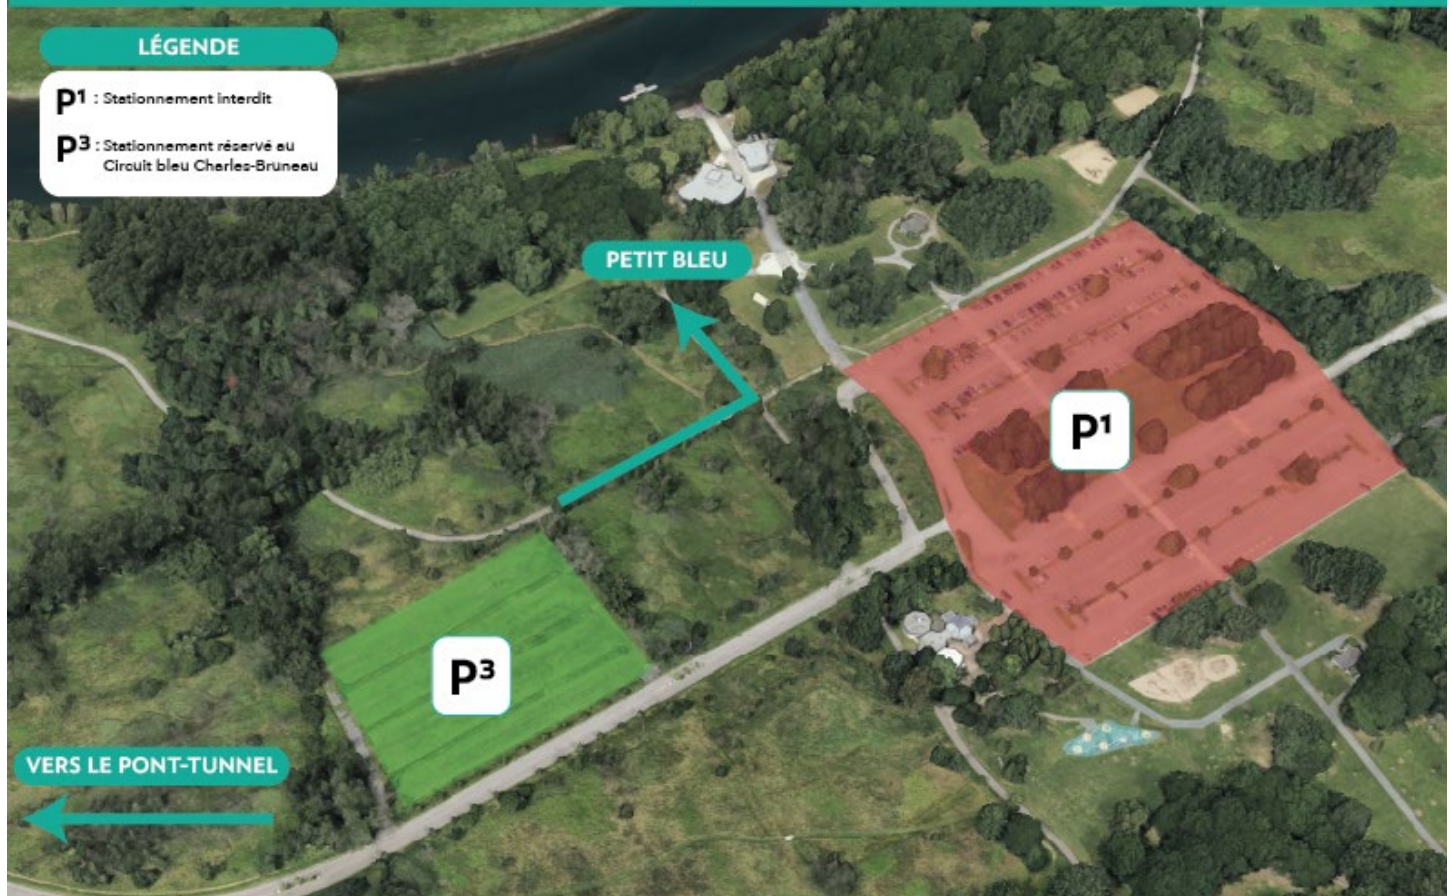 LÉGENDE
P¹ : Stationnement interdit
P³ : Stationnement réservé au
Circuit bleu Charles-Bruneau
PETIT BLEU
P¹
P³
VERS LE PONT-TUNNEL